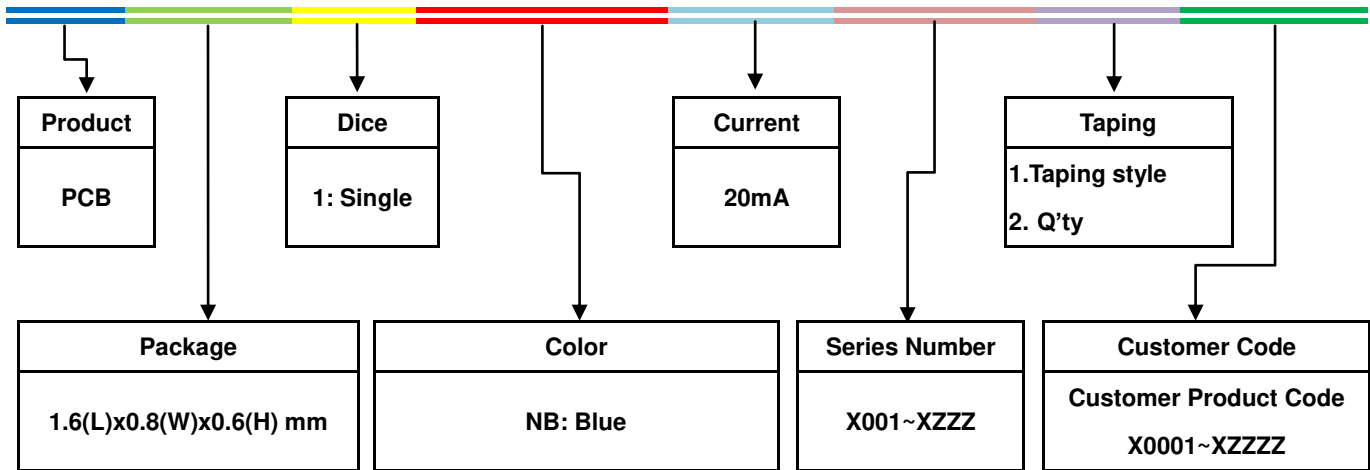 Product
PCB
Dice
1: Single
Current
20mA
Taping
1.Taping style
2. Q’ty
Package
1.6(L)x0.8(W)x0.6(H) mm
Color
NB: Blue
Series Number
X001~XZZZ
Customer Code
Customer Product Code
X0001~XZZZZ